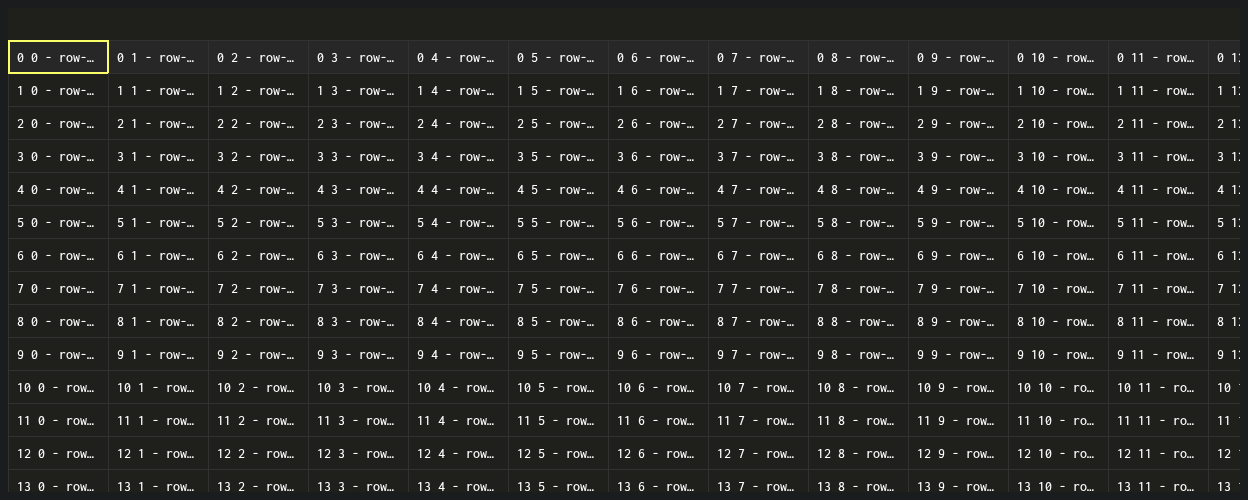 0 0 - row-… 0 1 - row-… 0 2 - row-… 0 3 - row-… 0 4 - row-… 0 5 - row-… 0 6 - row-… 0 7 - row-… 0 8 - row-… 0 9 - row-… 0 10 - row… 0 11 - row… 0
1 0 - row-… 1 1 - row-… 1 2 - row-… 1 3 - row-… 1 4 - row-… 1 5 - row-… 1 6 - row-… 1 7 - row-… 1 8 - row-… 1 9 - row-… 1 10 - row… 1 11 - row… 1
2 0 - row-… 2 1 - row-… 2 2 - row-… 2 3 - row-… 2 4 - row-… 2 5 - row-… 2 6 - row-… 2 7 - row-… 2 8 - row-… 2 9 - row-… 2 10 - row… 2 11 - row… 2
3 0 - row-… 3 1 - row-… 3 2 - row-… 3 3 - row-… 3 4 - row-… 3 5 - row-… 3 6 - row-… 3 7 - row-… 3 8 - row-… 3 9 - row-… 3 10 - row… 3 11 - row… 3
4 0 - row-… 4 1 - row-… 4 2 - row-… 4 3 - row-… 4 4 - row-… 4 5 - row-… 4 6 - row-… 4 7 - row-… 4 8 - row-… 4 9 - row-… 4 10 - row… 4 11 - row… 4
5 0 - row-… 5 1 - row-… 5 2 - row-… 5 3 - row-… 5 4 - row-… 5 5 - row-… 5 6 - row-… 5 7 - row-… 5 8 - row-… 5 9 - row-… 5 10 - row… 5 11 - row… 5
6 0 - row-… 6 1 - row-… 6 2 - row-… 6 3 - row-… 6 4 - row-… 6 5 - row-… 6 6 - row-… 6 7 - row-… 6 8 - row-… 6 9 - row-… 6 10 - row… 6 11 - row… 6
7 0 - row-… 7 1 - row-… 7 2 - row-… 7 3 - row-… 7 4 - row-… 7 5 - row-… 7 6 - row-… 7 7 - row-… 7 8 - row-… 7 9 - row-… 7 10 - row… 7 11 - row… 7
8 0 - row-… 8 1 - row-… 8 2 - row-… 8 3 - row-… 8 4 - row-… 8 5 - row-… 8 6 - row-… 8 7 - row-… 8 8 - row-… 8 9 - row-… 8 10 - row… 8 11 - row… 8
9 0 - row-… 9 1 - row-… 9 2 - row-… 9 3 - row-… 9 4 - row-… 9 5 - row-… 9 6 - row-… 9 7 - row-… 9 8 - row-… 9 9 - row-… 9 10 - row… 9 11 - row… 9
10 0 - row… 10 1 - row… 10 2 - row… 10 3 - row… 10 4 - row… 10 5 - row… 10 6 - row… 10 7 - row… 10 8 - row… 10 9 - row… 10 10 - ro… 10 11 - ro… 10
11 0 - row… 11 1 - row… 11 2 - row… 11 3 - row… 11 4 - row… 11 5 - row… 11 6 - row… 11 7 - row… 11 8 - row… 11 9 - row… 11 10 - ro… 11 11 - ro… 11
12 0 - row… 12 1 - row… 12 2 - row… 12 3 - row… 12 4 - row… 12 5 - row… 12 6 - row… 12 7 - row… 12 8 - row… 12 9 - row… 12 10 - ro… 12 11 - ro… 12
13 0 - row… 13 1 - row… 13 2 - row… 13 3 - row… 13 4 - row… 13 5 - row… 13 6 - row… 13 7 - row… 13 8 - row… 13 9 - row… 13 10 - ro… 13 11 - ro… 13